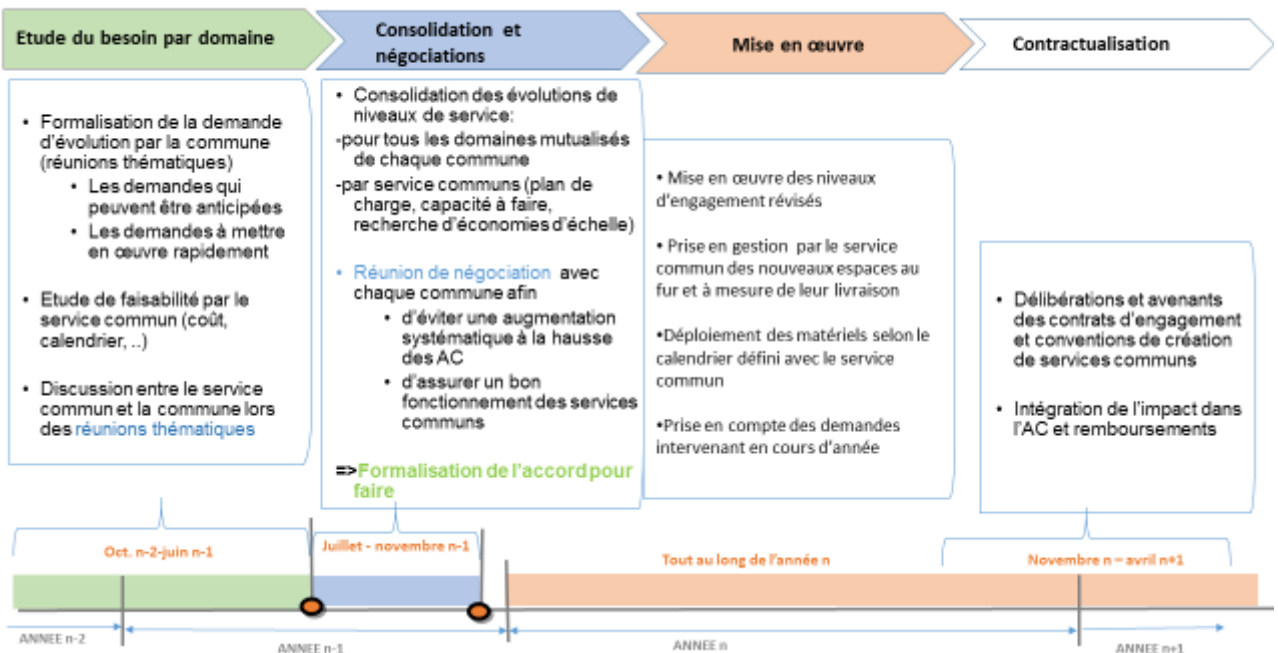 Etude du besoin par domaine
Consolidation et
négociations
Mise en œuvre
Contractualisation
• Formalisation de la demande
d'évolution par la commune
(réunions thématiques)
• Les demandes qui
peuvent être anticipées
• Les demandes à mettre
en œuvre rapidement
• Etude de faisabilité par le
service commun (coût,
calendrier, ..)
• Discussion entre le service
commun et la commune lors
des réunions thématiques
• Consolidation des évolutions de
niveaux de service:
-pour tous les domaines mutualisés
de chaque commune
-par service communs (plan de
charge, capacité à faire,
recherche d'économies d'échelle)
• Réunion de négociation avec
chaque commune afin
• d'éviter une augmentation
systématique à la hausse
des AC
• d'assurer un bon
fonctionnement des services
communs
=>Formalisation de l'accord pour
faire
• Mise en œuvre des niveaux
d'engagement révisés
• Prise en gestion par le service
commun des nouveaux espaces au
fur et à mesure de leur livraison
•Déploiement des matériels selon le
calendrier défini avec le service
commun
•Prise en compte des demandes
intervenant en cours d'année
• Délibérations et avenants
des contrats d'engagement
et conventions de création
de services communs
• Intégration de l'impact dans
l'AC et remboursements
Oct. n-2-juin n-1
Juillet - novembre n-1
Tout au long de l'année n
Novembre n – avril n+1
ANNEE n-2
ANNEE n-1
ANNEE n
ANNEE n+1